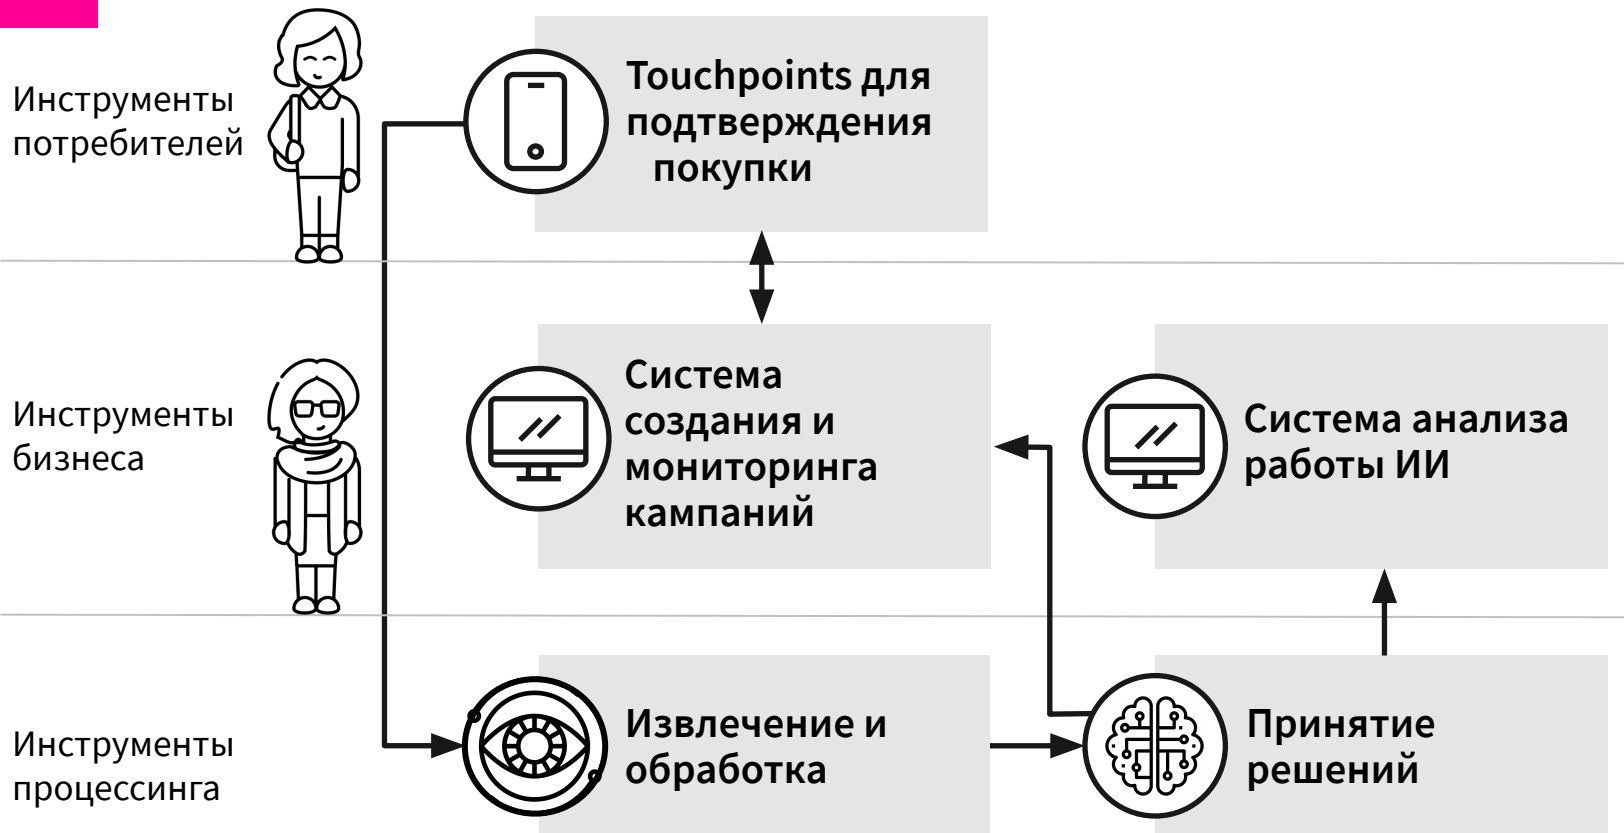 Инструменты
потребителей
Touchpoints для
подтверждения
покупки
Инструменты
бизнеса
Система
создания и
мониторинга
кампаний
Система анализа
работы ИИ
Инструменты
процессинга
Извлечение и
обработка
Принятие
решений